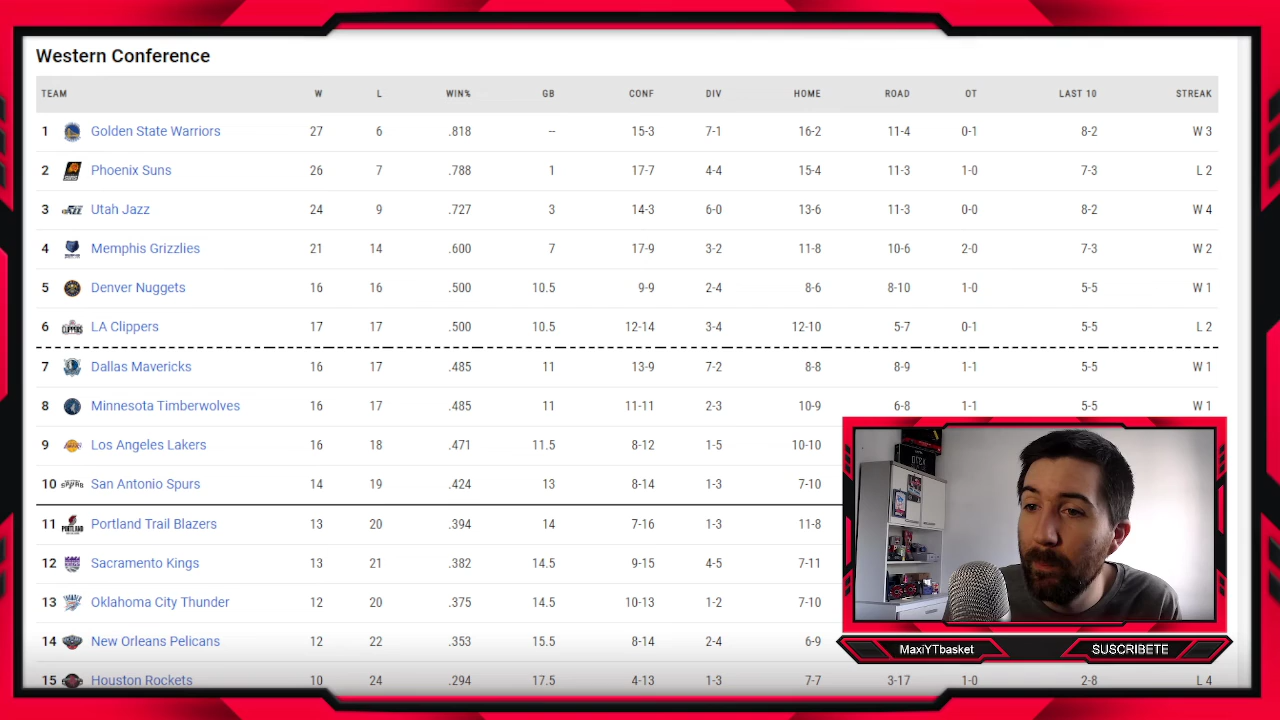 Western Conference
TEAM W L WIN% GB CONF DIV HOME ROAD OT LAST 10 STREAK
1 Golden State Warriors 27 6 .818 -- 15-3 7-1 16-2 11-4 0-1 8-2 W 3
2 Phoenix Suns 26 7 .788 1 17-7 4-4 15-4 11-3 1-0 7-3 L 2
3 Utah Jazz 24 9 .727 3 14-3 6-0 13-6 11-3 0-0 8-2 W 4
4 Memphis Grizzlies 21 14 .600 7 17-9 3-2 11-8 10-6 2-0 7-3 W 2
5 Denver Nuggets 16 16 .500 10.5 9-9 2-4 8-6 8-10 1-0 5-5 W 1
6 LA Clippers 17 17 .500 10.5 12-14 3-4 12-10 5-7 0-1 5-5 L 2
7 Dallas Mavericks 16 17 .485 11 13-9 7-2 8-8 8-9 1-1 5-5 W 1
8 Minnesota Timberwolves 16 17 .485 11 11-11 2-3 10-9 6-8 1-1 5-5 W 1
9 Los Angeles Lakers 16 18 .471 11.5 8-12 1-5 10-10
10 San Antonio Spurs 14 19 .424 13 8-14 1-3 7-10
11 Portland Trail Blazers 13 20 .394 14 7-16 1-3 11-8
12 Sacramento Kings 13 21 .382 14.5 9-15 4-5 7-11
13 Oklahoma City Thunder 12 20 .375 14.5 10-13 1-2 7-10
14 New Orleans Pelicans 12 22 .353 15.5 8-14 2-4 6-9
15 Houston Rockets 10 24 .294 17.5 4-13 1-3 7-7 3-17 1-0 2-8 L 4
MaxiYTbasket SUSCRIBETE